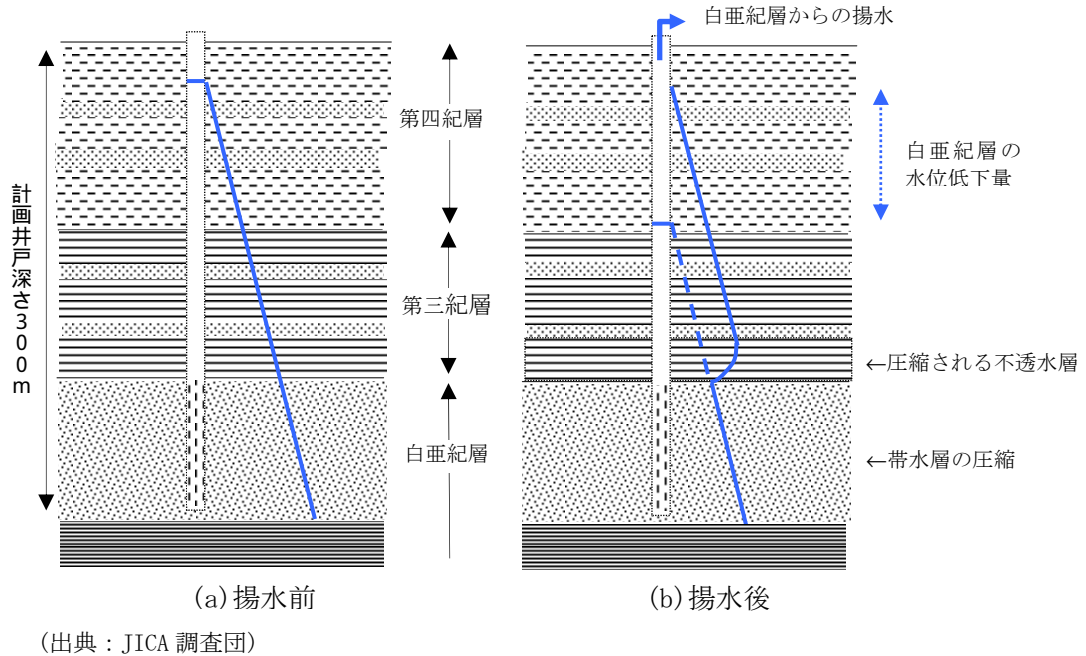 白亜紀層からの揚水
第四紀層
白亜紀層の
水位低下量
計画井戸深さ300m
第三紀層
←圧縮される不透水層
白亜紀層
←帯水層の圧縮
(a)揚水前
(b)揚水後
(出典：JICA 調査団)